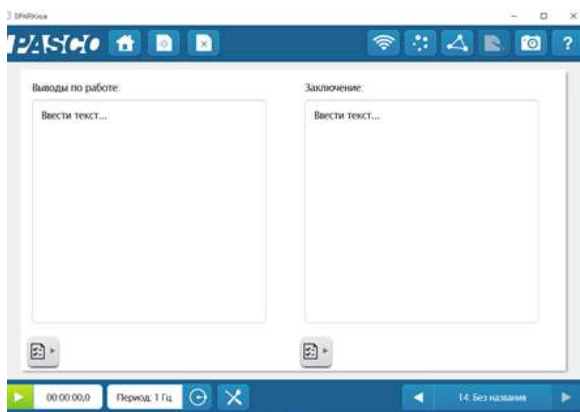 SPARKvue
PASCO
?
Выводы по работе:
Заключение:
Ввести текст...
Ввести текст...
00:00:00,0
Период: 1 Гц
14: Без названия